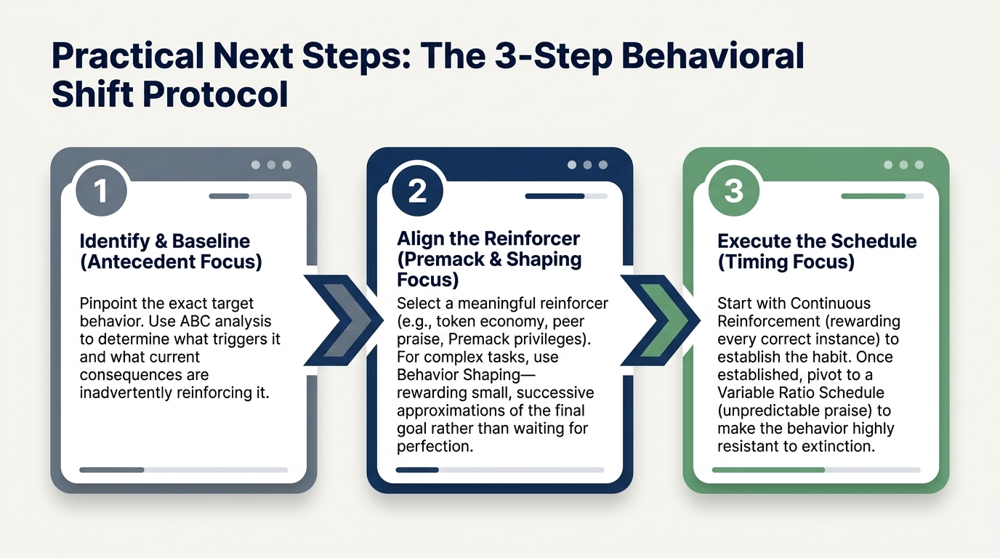 Practical Next Steps: The 3-Step Behavioral
Shift Protocol
1
Identify & Baseline
(Antecedent Focus)
Pinpoint the exact target
behavior. Use ABC analysis
to determine what triggers it
and what current
consequences are
inadvertently reinforcing it.
2
Align the Reinforcer
(Premack & Shaping
Focus)
Select a meaningful reinforcer
(e.g., token economy, peer
praise, Premack privileges).
For complex tasks, use
Behavior Shaping—
rewarding small, successive
approximations of the final
goal rather than waiting for
perfection.
3
Execute the Schedule
(Timing Focus)
Start with Continuous
Reinforcement (rewarding
every correct instance) to
establish the habit. Once
established, pivot to a
Variable Ratio Schedule
(unpredictable praise) to
make the behavior highly
resistant to extinction.